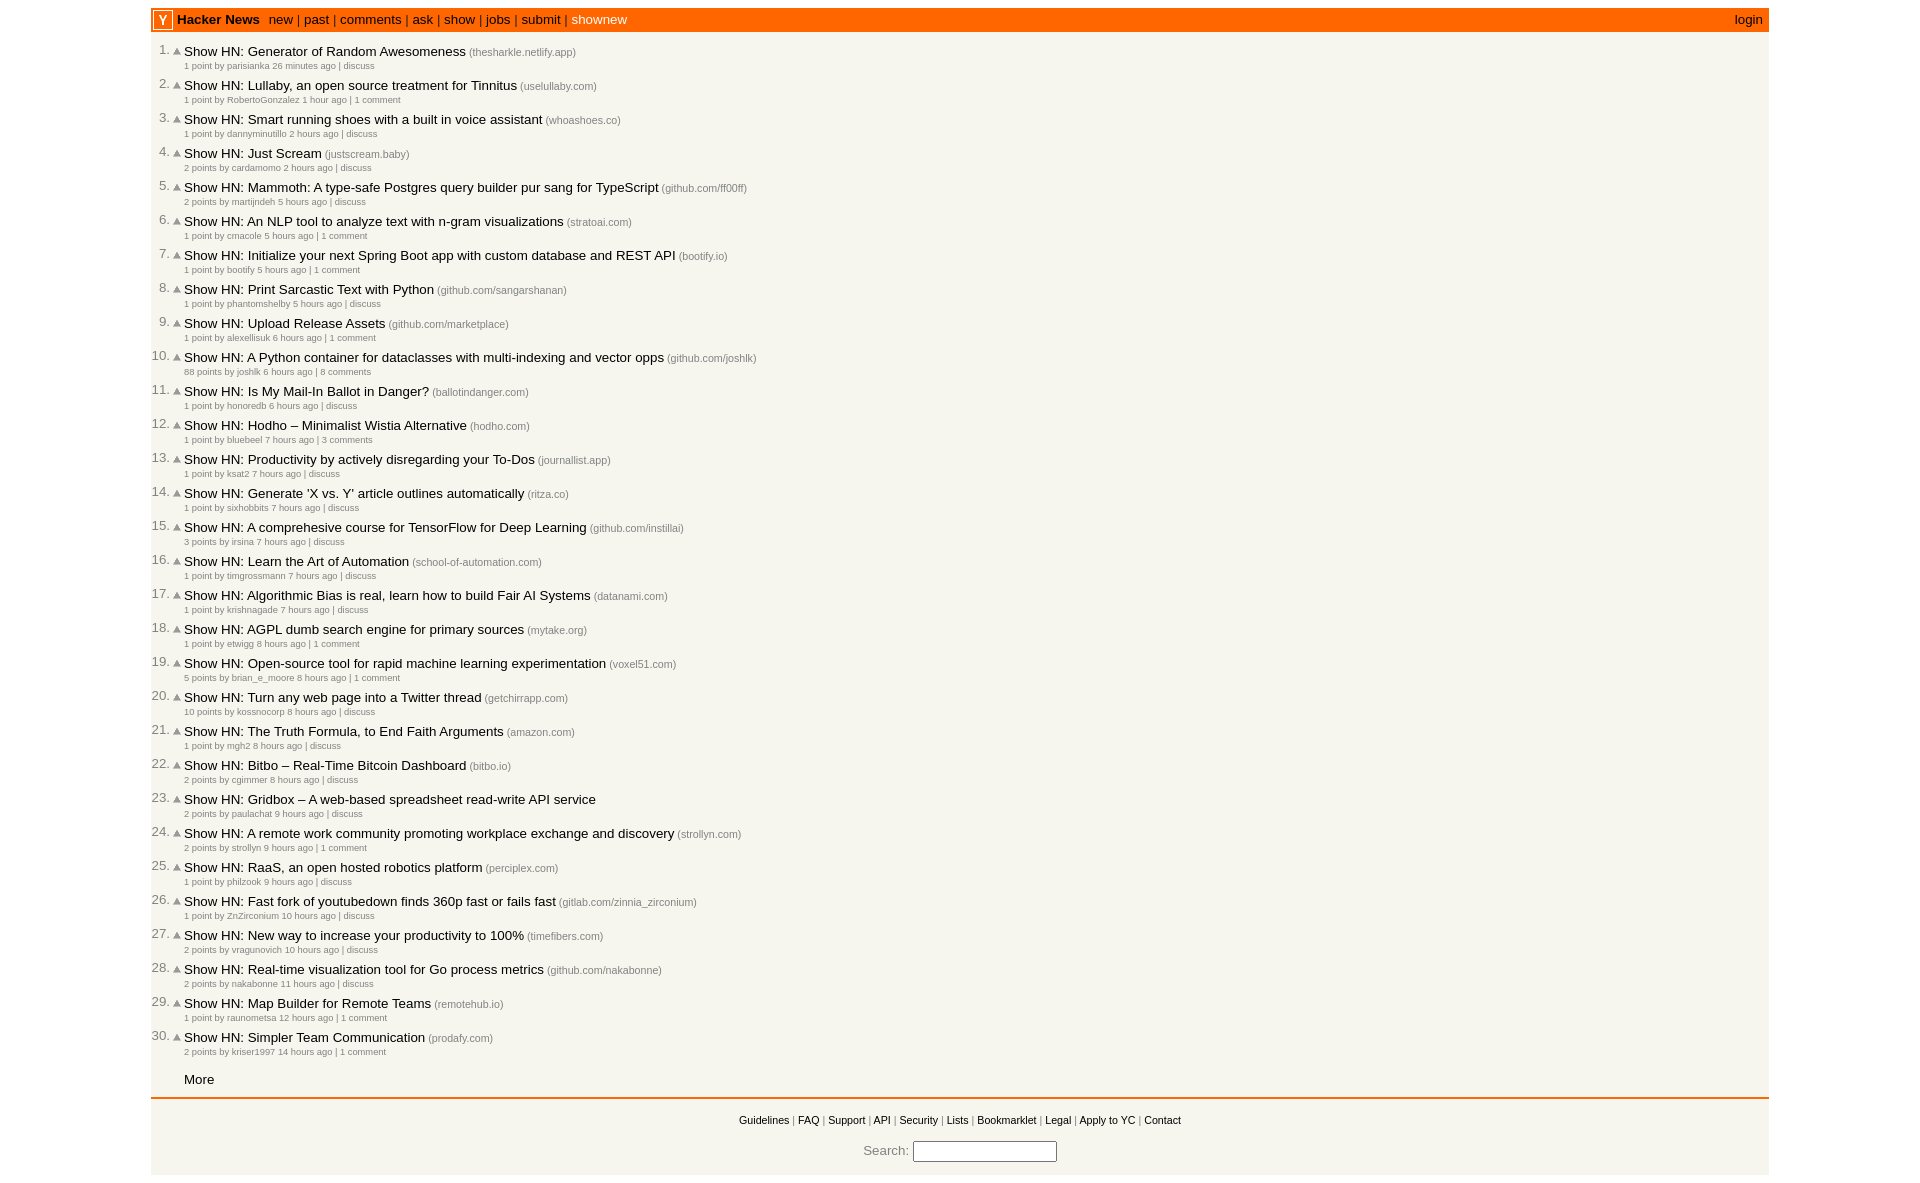 Y Hacker News new | past | comments | ask | show | jobs | submit | shownew login
1. Show HN: Generator of Random Awesomeness (thesharkle.netlify.app)
1 point by parisianka 26 minutes ago | discuss
2. Show HN: Lullaby, an open source treatment for Tinnitus (uselullaby.com)
1 point by RobertoGonzalez 1 hour ago | 1 comment
3. Show HN: Smart running shoes with a built in voice assistant (whoashoes.co)
1 point by dannyminutillo 2 hours ago | discuss
4. Show HN: Just Scream (justscream.baby)
2 points by cardamomo 2 hours ago | discuss
5. Show HN: Mammoth: A type-safe Postgres query builder pur sang for TypeScript (github.com/ff00ff)
2 points by martijndeh 5 hours ago | discuss
6. Show HN: An NLP tool to analyze text with n-gram visualizations (stratoai.com)
1 point by cmacole 5 hours ago | 1 comment
7. Show HN: Initialize your next Spring Boot app with custom database and REST API (bootify.io)
1 point by bootify 5 hours ago | 1 comment
8. Show HN: Print Sarcastic Text with Python (github.com/sangarshanan)
1 point by phantomshelby 5 hours ago | discuss
9. Show HN: Upload Release Assets (github.com/marketplace)
1 point by alexellisuk 6 hours ago | 1 comment
10. Show HN: A Python container for dataclasses with multi-indexing and vector opps (github.com/joshlk)
88 points by joshlk 6 hours ago | 8 comments
11. Show HN: Is My Mail-In Ballot in Danger? (ballotindanger.com)
1 point by honoredb 6 hours ago | discuss
12. Show HN: Hodho – Minimalist Wistia Alternative (hodho.com)
1 point by bluebeel 7 hours ago | 3 comments
13. Show HN: Productivity by actively disregarding your To-Dos (journallist.app)
1 point by ksat2 7 hours ago | discuss
14. Show HN: Generate 'X vs. Y' article outlines automatically (ritza.co)
1 point by sixhobbits 7 hours ago | discuss
15. Show HN: A comprehesive course for TensorFlow for Deep Learning (github.com/instillai)
3 points by irsina 7 hours ago | discuss
16. Show HN: Learn the Art of Automation (school-of-automation.com)
1 point by timgrossmann 7 hours ago | discuss
17. Show HN: Algorithmic Bias is real, learn how to build Fair AI Systems (datanami.com)
1 point by krishnagade 7 hours ago | discuss
18. Show HN: AGPL dumb search engine for primary sources (mytake.org)
1 point by etwigg 8 hours ago | 1 comment
19. Show HN: Open-source tool for rapid machine learning experimentation (voxel51.com)
5 points by brian_e_moore 8 hours ago | 1 comment
20. Show HN: Turn any web page into a Twitter thread (getchirrapp.com)
10 points by kossnocorp 8 hours ago | discuss
21. Show HN: The Truth Formula, to End Faith Arguments (amazon.com)
1 point by mgh2 8 hours ago | discuss
22. Show HN: Bitbo – Real-Time Bitcoin Dashboard (bitbo.io)
2 points by cgimmer 8 hours ago | discuss
23. Show HN: Gridbox – A web-based spreadsheet read-write API service
2 points by paulachat 9 hours ago | discuss
24. Show HN: A remote work community promoting workplace exchange and discovery (strollyn.com)
2 points by strollyn 9 hours ago | 1 comment
25. Show HN: RaaS, an open hosted robotics platform (perciplex.com)
1 point by philzook 9 hours ago | discuss
26. Show HN: Fast fork of youtubedown finds 360p fast or fails fast (gitlab.com/zinnia_zirconium)
1 point by ZnZirconium 10 hours ago | discuss
27. Show HN: New way to increase your productivity to 100% (timefibers.com)
2 points by vragunovich 10 hours ago | discuss
28. Show HN: Real-time visualization tool for Go process metrics (github.com/nakabonne)
2 points by nakabonne 11 hours ago | discuss
29. Show HN: Map Builder for Remote Teams (remotehub.io)
1 point by raunometsa 12 hours ago | 1 comment
30. Show HN: Simpler Team Communication (prodafy.com)
2 points by kriser1997 14 hours ago | 1 comment
More
Guidelines | FAQ | Support | API | Security | Lists | Bookmarklet | Legal | Apply to YC | Contact
Search: